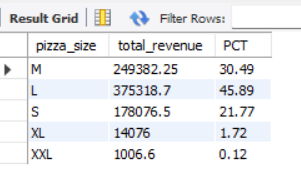 Result Grid Filter Rows:
pizza_size total_revenue PCT
M 249382.25 30.49
L 375318.7 45.89
S 178076.5 21.77
XL 14076 1.72
XXL 1006.6 0.12